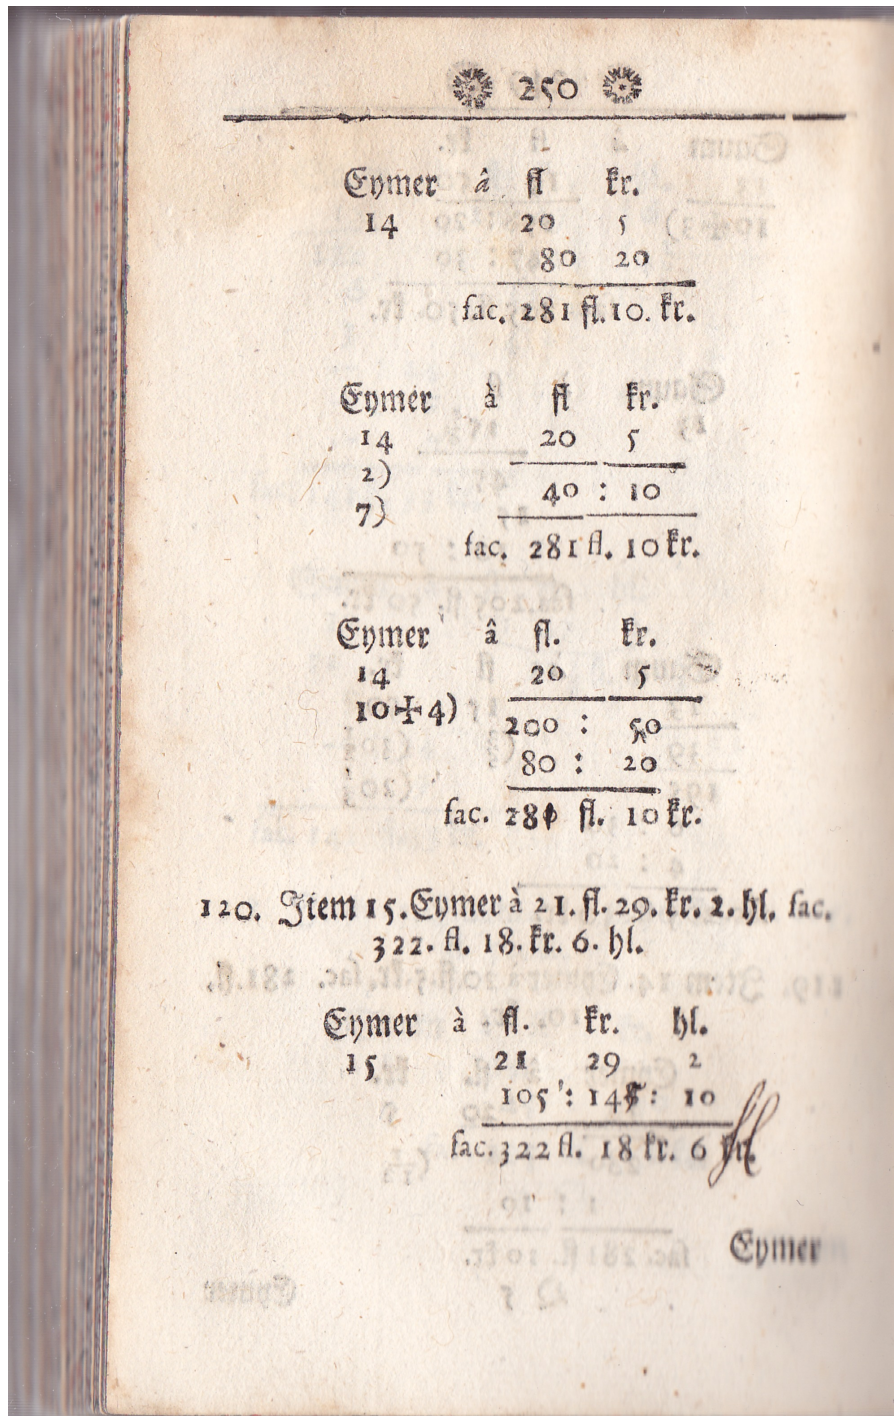 250
Eymer â fl kr.
14 20 5
80 20
fac. 281 fl. 10. kr.
Eymer à fl kr.
14 20 5
2)
40 : 10
7)
fac. 281 fl. 10 kr.
Eymer â fl. kr.
14 20 5
10✠4)
200 : 50
80 : 20
fac. 281 fl. 10 kr.
120. Item 15. Eymer à 21. fl. 29. kr. 2. hl. fac.
322. fl. 18. kr. 6. hl.
Eymer à fl. kr. hl.
15 21 29 2
105 : 145 : 10
fac. 322 fl. 18 kr. 6
Eymer